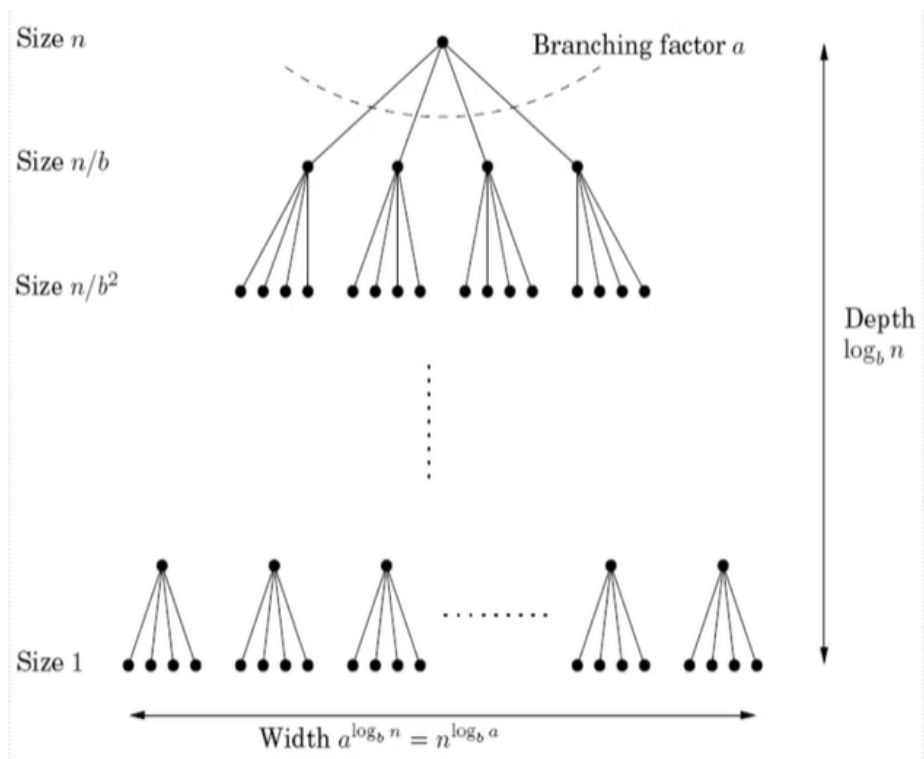 Size n
Branching factor a
Size n/b
Size n/b²
Depth
log_b n
Size 1
Width a^{log_b n} = n^{log_b a}